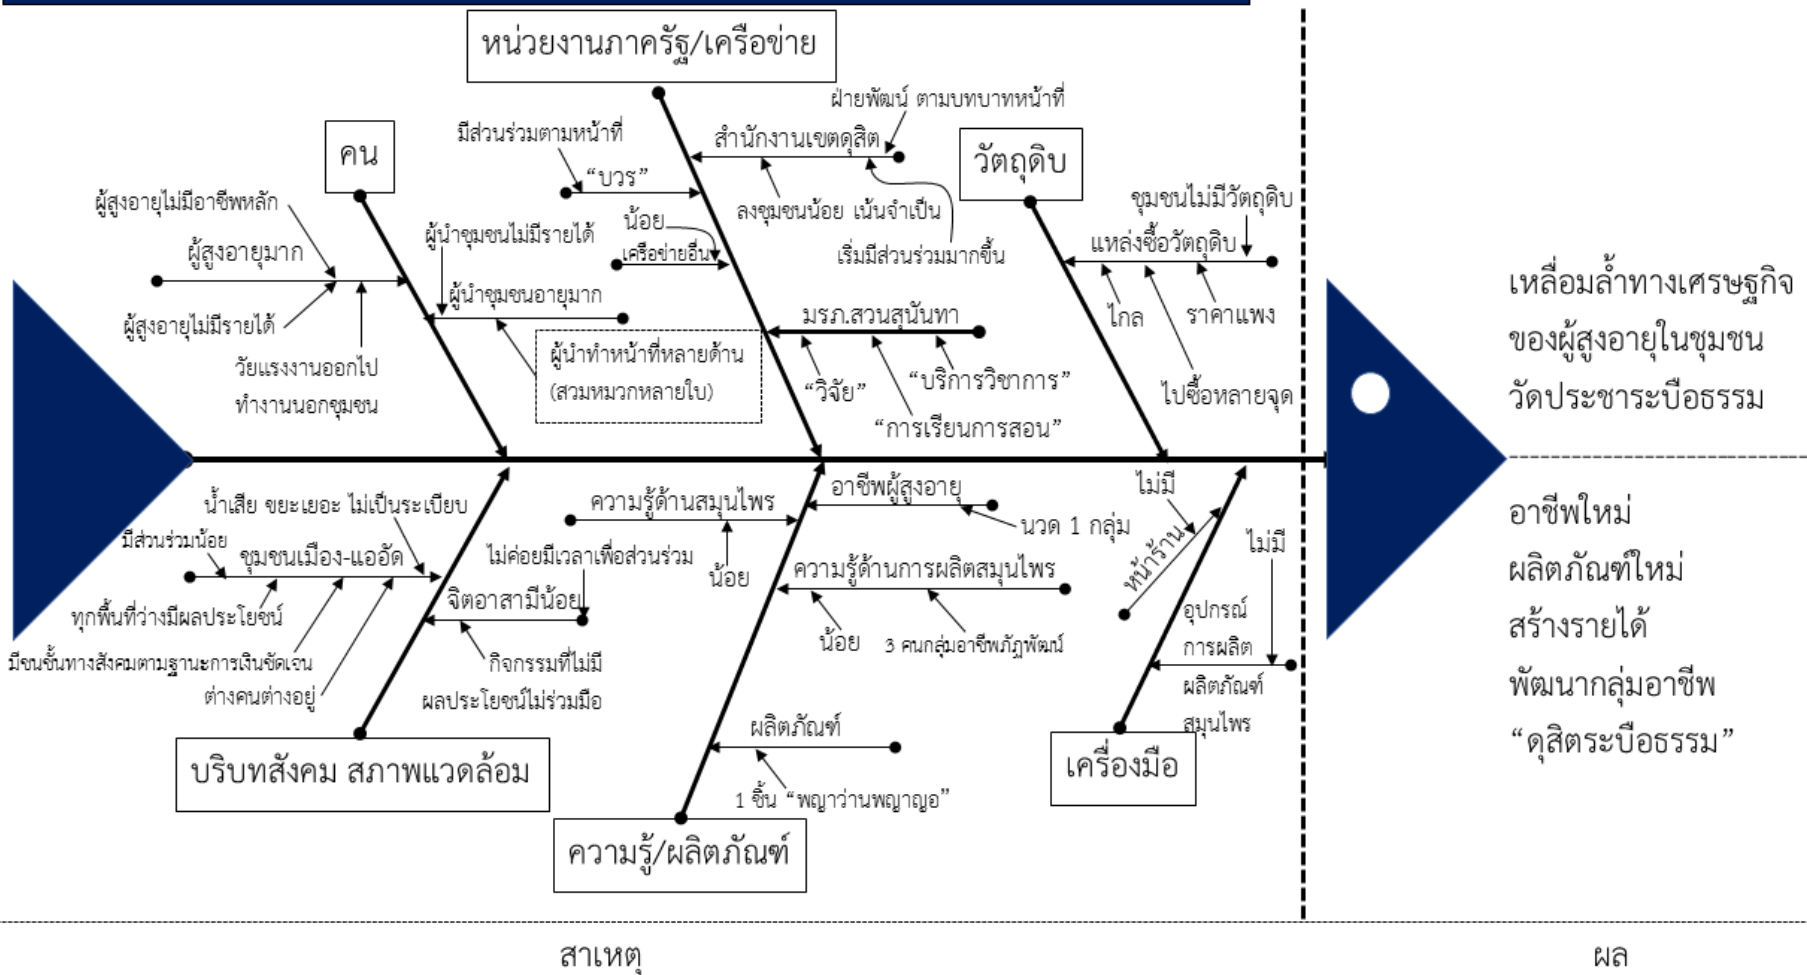 หน่วยงานภาครัฐ/เครือข่าย
ฝ่ายพัฒน์ ตามบทบาทหน้าที่
มีส่วนร่วมตามหน้าที่
สำนักงานเขตดุสิต
คน
วัตถุดิบ
“บวร”
ผู้สูงอายุไม่มีอาชีพหลัก
ชุมชนไม่มีวัตถุดิบ
น้อย
ลงชุมชนน้อย เน้นจำเป็น
ผู้นำชุมชนไม่มีรายได้
แหล่งซื้อวัตถุดิบ
ผู้สูงอายุมาก
เครือข่ายอื่น
เริ่มมีส่วนร่วมมากขึ้น
ผู้นำชุมชนอายุมาก
มรภ.สวนสุนันทา
ไกล
ราคาแพง
ผู้สูงอายุไม่มีรายได้
ผู้นำทำหน้าที่หลายด้าน
(สวมหมวกหลายใบ)
วัยแรงงานออกไป
ทำงานนอกชุมชน
“วิจัย”
“บริการวิชาการ”
ไปซื้อหลายจุด
“การเรียนการสอน”
เหลื่อมล้ำทางเศรษฐกิจ
ของผู้สูงอายุในชุมชน
วัดประชาระบือธรรม
น้ำเสีย ขยะเยอะ ไม่เป็นระเบียบ
ความรู้ด้านสมุนไพร
อาชีพผู้สูงอายุ
ไม่มี
นวด 1 กลุ่ม
มีส่วนร่วมน้อย
ชุมชนเมือง-แออัด
ไม่ค่อยมีเวลาเพื่อส่วนร่วม
น้อย
ความรู้ด้านการผลิตสมุนไพร
หน้าร้าน
ไม่มี
ทุกพื้นที่ว่างมีผลประโยชน์
จิตอาสามีน้อย
น้อย
3 คนกลุ่มอาชีพภัฏพัฒน์
อุปกรณ์
การผลิต
ผลิตภัณฑ์
สมุนไพร
มีชนชั้นทางสังคมตามฐานะการเงินชัดเจน
ต่างคนต่างอยู่
กิจกรรมที่ไม่มี
ผลประโยชน์ไม่ร่วมมือ
ผลิตภัณฑ์
1 ชิ้น “พญาว่านพญาญอ”
บริบทสังคม สภาพแวดล้อม
ความรู้/ผลิตภัณฑ์
เครื่องมือ
อาชีพใหม่
ผลิตภัณฑ์ใหม่
สร้างรายได้
พัฒนากลุ่มอาชีพ
“ดุสิตระบือธรรม”
สาเหตุ
ผล